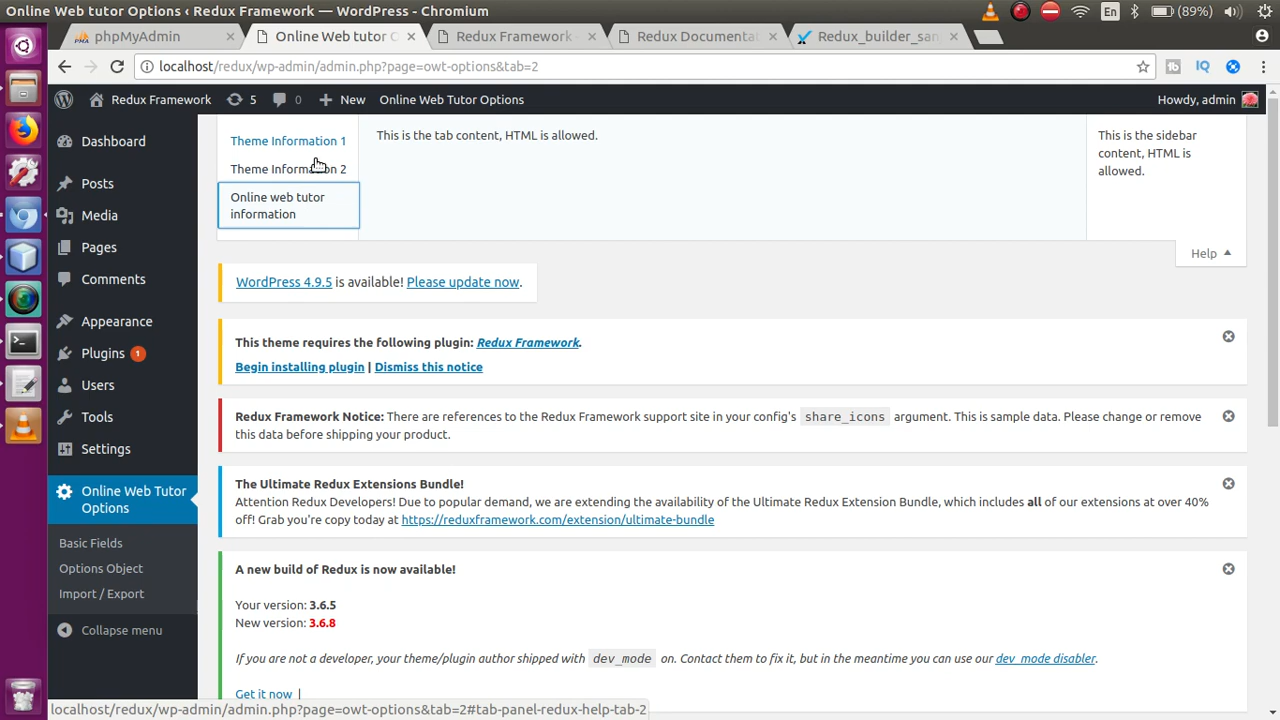 Online Web tutor Options ‹ Redux Framework — WordPress - Chromium
En
(89%)
phpMyAdmin
Online Web tutor O
Redux Framework
Redux Documenta
Redux_builder_sam
localhost/redux/wp-admin/admin.php?page=owt-options&tab=2
IQ
Redux Framework
5
0
New
Online Web Tutor Options
Howdy, admin
Dashboard
Posts
Media
Pages
Comments
Appearance
Plugins 1
Users
Tools
Settings
Online Web Tutor
Options
Basic Fields
Options Object
Import / Export
Collapse menu
Theme Information 1
Theme Information 2
Online web tutor
information
This is the tab content, HTML is allowed.
This is the sidebar
content, HTML is
allowed.
Help
WordPress 4.9.5 is available! Please update now.
This theme requires the following plugin: Redux Framework.
Begin installing plugin | Dismiss this notice
Redux Framework Notice: There are references to the Redux Framework support site in your config's share_icons argument. This is sample data. Please change or remove
this data before shipping your product.
The Ultimate Redux Extensions Bundle!
Attention Redux Developers! Due to popular demand, we are extending the availability of the Ultimate Redux Extension Bundle, which includes all of our extensions at over 40%
off! Grab you're copy today at https://reduxframework.com/extension/ultimate-bundle
A new build of Redux is now available!
Your version: 3.6.5
New version: 3.6.8
If you are not a developer, your theme/plugin author shipped with dev_mode on. Contact them to fix it, but in the meantime you can use our dev_mode disabler.
Get it now |
localhost/redux/wp-admin/admin.php?page=owt-options&tab=2#tab-panel-redux-help-tab-2